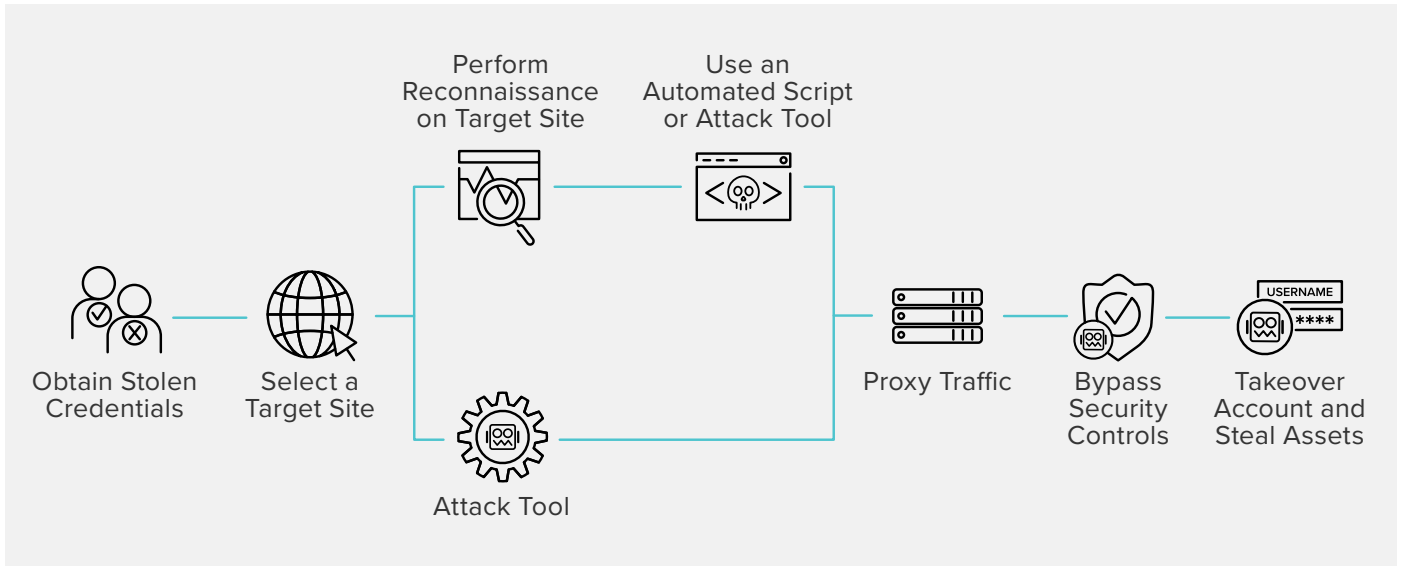 Perform
Reconnaissance
on Target Site
Use an
Automated Script
or Attack Tool
Obtain Stolen
Credentials
Select a
Target Site
Attack Tool
Proxy Traffic
Bypass
Security
Controls
USERNAME
****
Takeover
Account and
Steal Assets